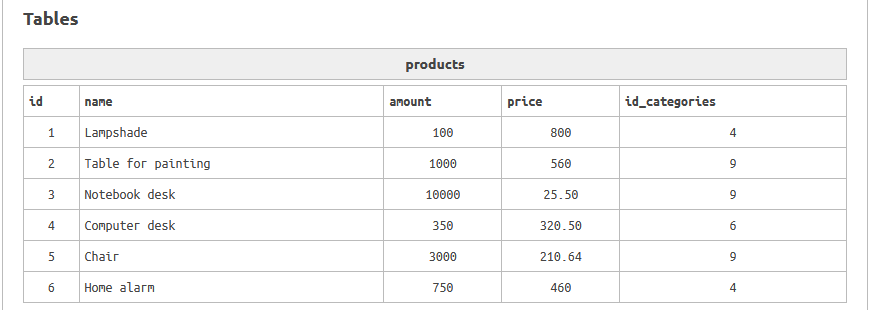 Tables
products
id name amount price id_categories
1 Lampshade 100 800 4
2 Table for painting 1000 560 9
3 Notebook desk 10000 25.50 9
4 Computer desk 350 320.50 6
5 Chair 3000 210.64 9
6 Home alarm 750 460 4